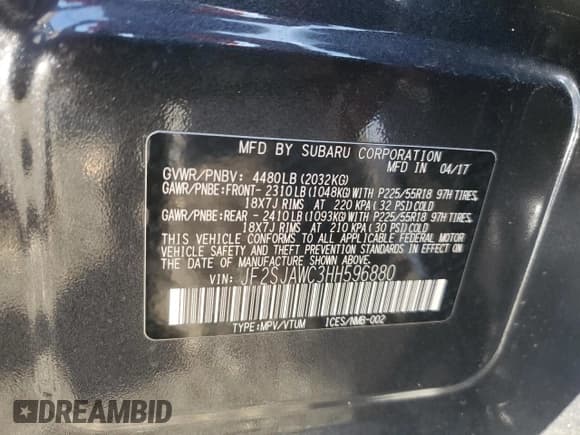 MFD BY SUBARU CORPORATION
GVWR/PNBV: 4480LB(2032KG) MFD IN 04/17
GAWR/PNBE:FRONT- 2310LB(1048KG)WITH P225/55R18 97H TIRES,
18X7J RIMS AT 220 KPA(32 PSI)COLD
GAWR/PNBE:REAR - 2410LB(1093KG)WITH P225/55R18 97H TIRES,
18X7J RIMS AT 210 KPA(30 PSI)COLD
THIS VEHICLE CONFORMS TO ALL APPLICABLE FEDERAL MOTOR
VEHICLE SAFETY AND THEFT PREVENTION STANDARDS IN EFFECT ON
THE DATE OF MANUFACTURE SHOWN ABOVE.
VIN: JF2SJAWC3HH596880
TYPE:MPV/VTUM ICES/NMB-002
DREAMBID